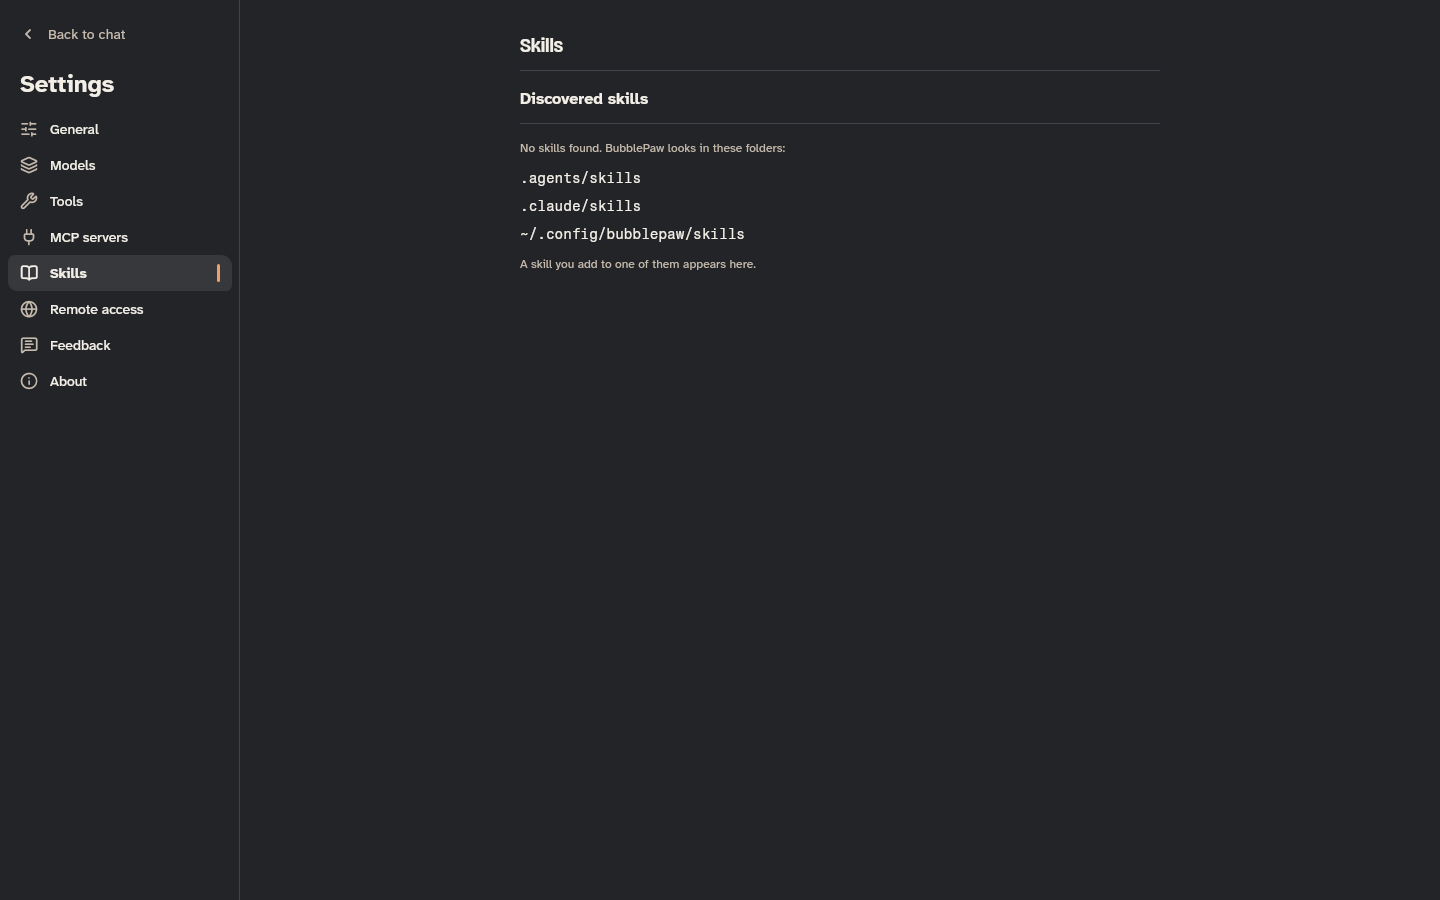 Back to chat
Settings
General
Models
Tools
MCP servers
Skills
Remote access
Feedback
About
Skills
Discovered skills
No skills found. BubblePaw looks in these folders:
.agents/skills
.claude/skills
~/.config/bubblepaw/skills
A skill you add to one of them appears here.